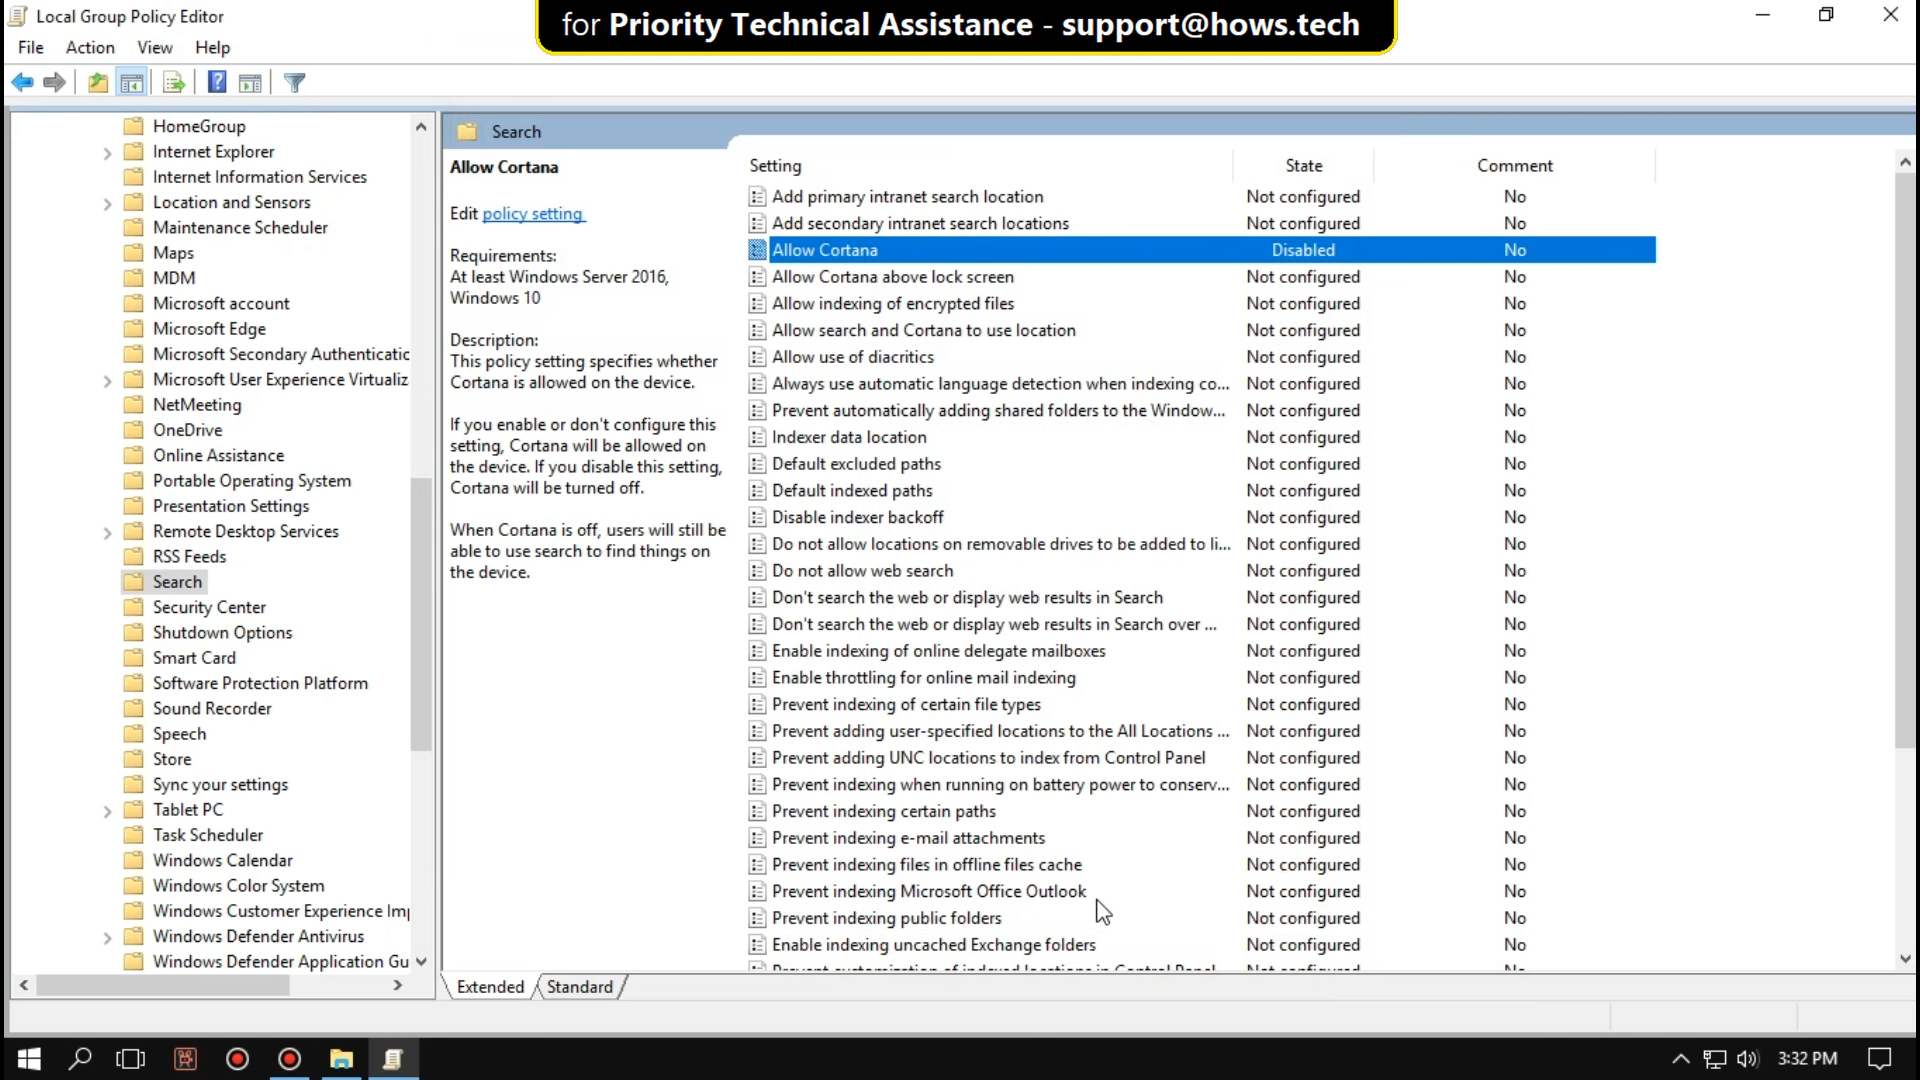 Local Group Policy Editor
for Priority Technical Assistance - support@hows.tech
File Action View Help
HomeGroup
Internet Explorer
Internet Information Services
Location and Sensors
Maintenance Scheduler
Maps
MDM
Microsoft account
Microsoft Edge
Microsoft Secondary Authenticatic
Microsoft User Experience Virtualiz
NetMeeting
OneDrive
Online Assistance
Portable Operating System
Presentation Settings
Remote Desktop Services
RSS Feeds
Search
Security Center
Shutdown Options
Smart Card
Software Protection Platform
Sound Recorder
Speech
Store
Sync your settings
Tablet PC
Task Scheduler
Windows Calendar
Windows Color System
Windows Customer Experience Imp
Windows Defender Antivirus
Windows Defender Application Gu
Search
Allow Cortana
Edit policy setting
Requirements:
At least Windows Server 2016,
Windows 10
Description:
This policy setting specifies whether
Cortana is allowed on the device.
If you enable or don't configure this
setting, Cortana will be allowed on
the device. If you disable this setting,
Cortana will be turned off.
When Cortana is off, users will still be
able to use search to find things on
the device.
Setting State Comment
Add primary intranet search location Not configured No
Add secondary intranet search locations Not configured No
Allow Cortana Disabled No
Allow Cortana above lock screen Not configured No
Allow indexing of encrypted files Not configured No
Allow search and Cortana to use location Not configured No
Allow use of diacritics Not configured No
Always use automatic language detection when indexing co... Not configured No
Prevent automatically adding shared folders to the Window... Not configured No
Indexer data location Not configured No
Default excluded paths Not configured No
Default indexed paths Not configured No
Disable indexer backoff Not configured No
Do not allow locations on removable drives to be added to li... Not configured No
Do not allow web search Not configured No
Don't search the web or display web results in Search Not configured No
Don't search the web or display web results in Search over ... Not configured No
Enable indexing of online delegate mailboxes Not configured No
Enable throttling for online mail indexing Not configured No
Prevent indexing of certain file types Not configured No
Prevent adding user-specified locations to the All Locations ... Not configured No
Prevent adding UNC locations to index from Control Panel Not configured No
Prevent indexing when running on battery power to conserv... Not configured No
Prevent indexing certain paths Not configured No
Prevent indexing e-mail attachments Not configured No
Prevent indexing files in offline files cache Not configured No
Prevent indexing Microsoft Office Outlook Not configured No
Prevent indexing public folders Not configured No
Enable indexing uncached Exchange folders Not configured No
Prevent customization of indexed locations in Control Panel Not configured No
Extended Standard
3:32 PM